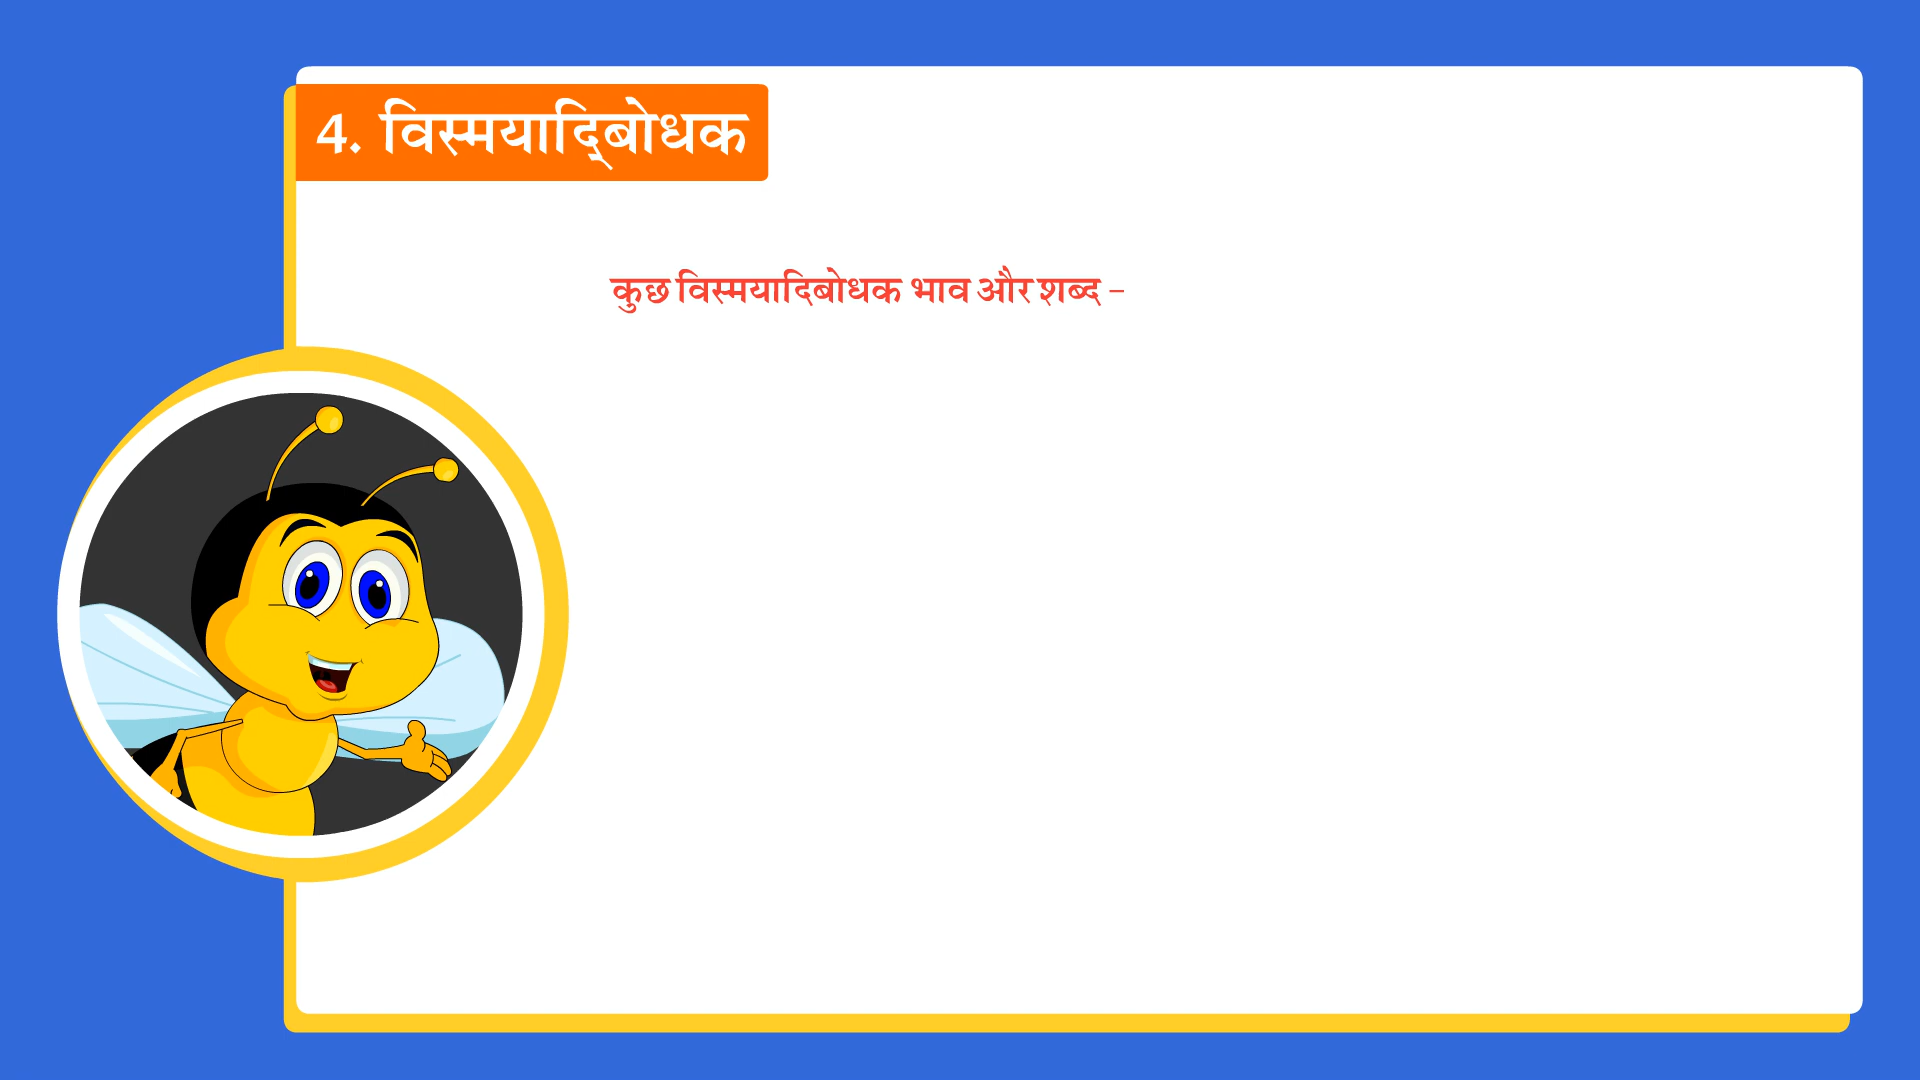 4. विस्मयादि्बोधक
कुछ विस्मयादिबोधक भाव और शब्द –